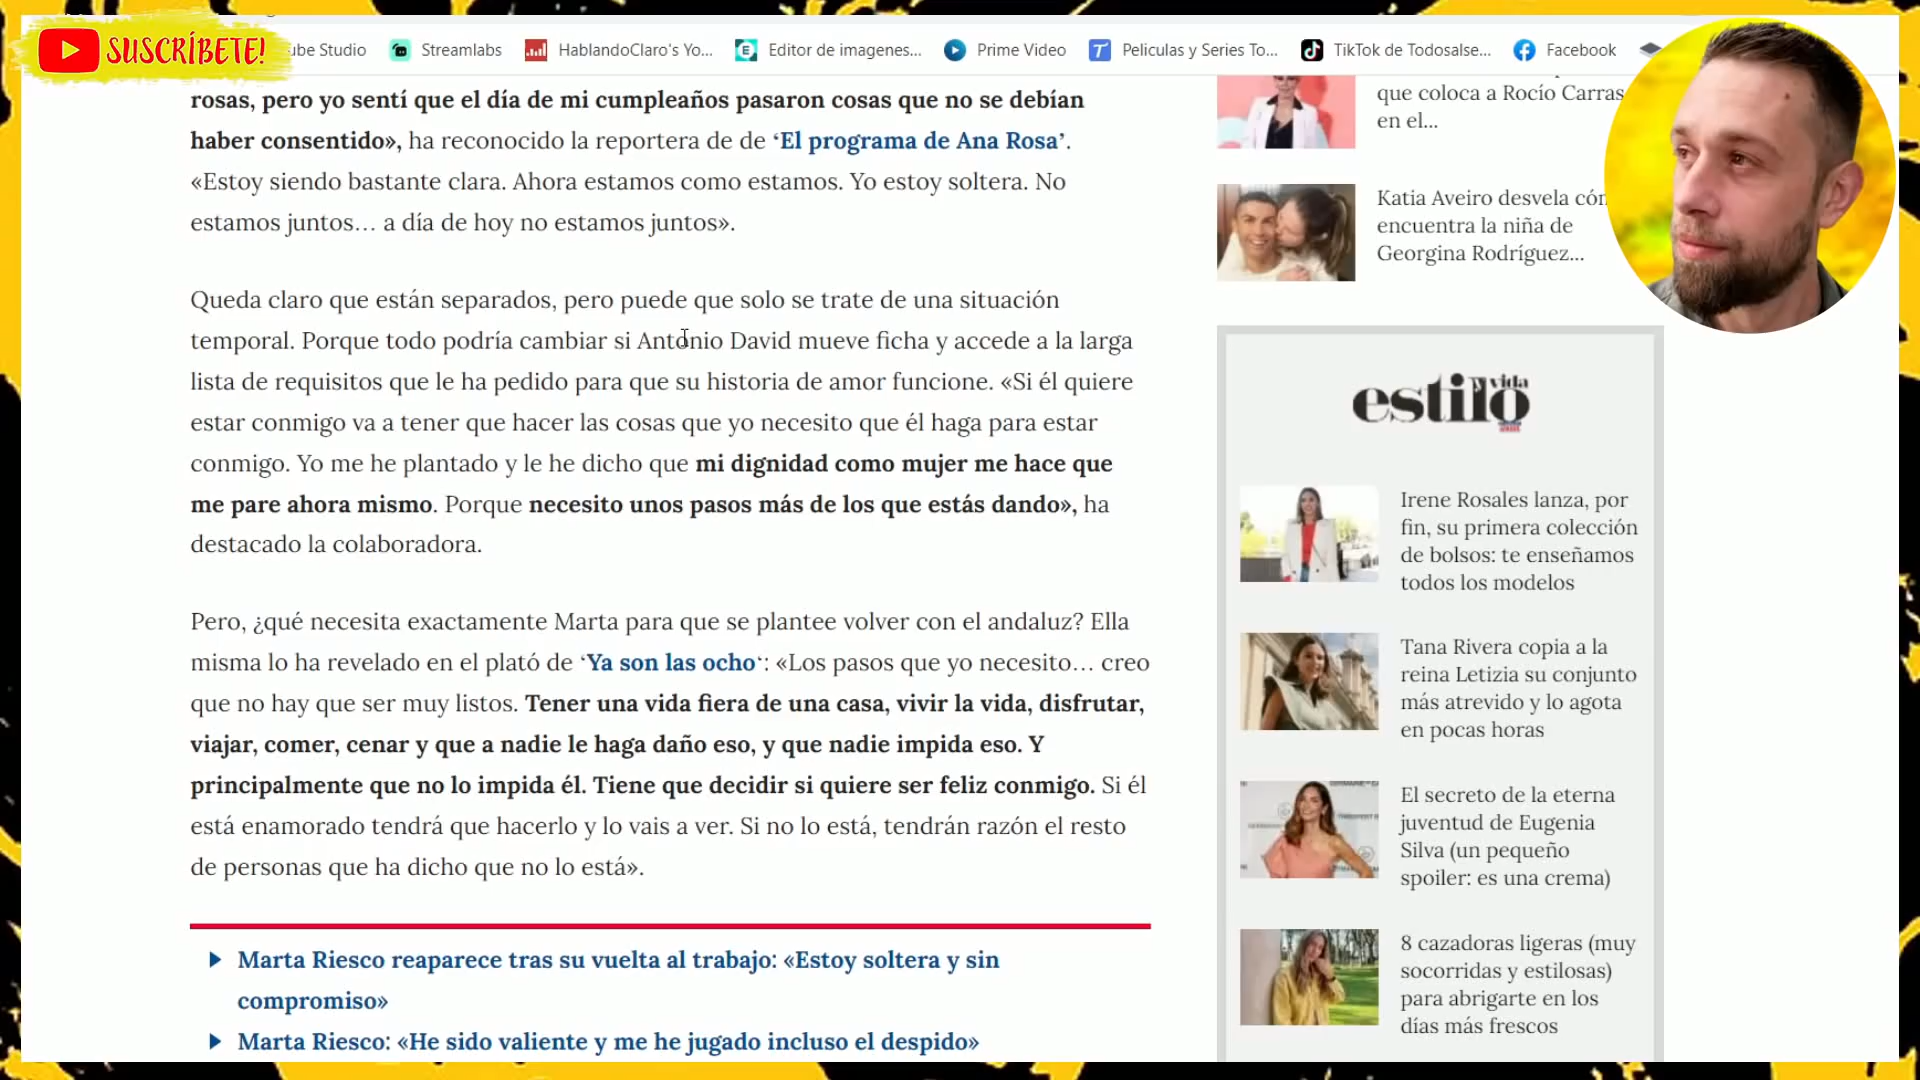 SUSCRÍBETE!
ube Studio
Streamlabs
HablandoClaro's Yo...
Editor de imagenes...
Prime Video
Peliculas y Series To...
TikTok de Todosalse...
Facebook
rosas, pero yo sentí que el día de mi cumpleaños pasaron cosas que no se debían
haber consentido», ha reconocido la reportera de de ‘El programa de Ana Rosa’.
«Estoy siendo bastante clara. Ahora estamos como estamos. Yo estoy soltera. No
estamos juntos… a día de hoy no estamos juntos».
Queda claro que están separados, pero puede que solo se trate de una situación
temporal. Porque todo podría cambiar si Antonio David mueve ficha y accede a la larga
lista de requisitos que le ha pedido para que su historia de amor funcione. «Si él quiere
estar conmigo va a tener que hacer las cosas que yo necesito que él haga para estar
conmigo. Yo me he plantado y le he dicho que mi dignidad como mujer me hace que
me pare ahora mismo. Porque necesito unos pasos más de los que estás dando», ha
destacado la colaboradora.
Pero, ¿qué necesita exactamente Marta para que se plantee volver con el andaluz? Ella
misma lo ha revelado en el plató de ‘Ya son las ocho‘: «Los pasos que yo necesito… creo
que no hay que ser muy listos. Tener una vida fiera de una casa, vivir la vida, disfrutar,
viajar, comer, cenar y que a nadie le haga daño eso, y que nadie impida eso. Y
principalmente que no lo impida él. Tiene que decidir si quiere ser feliz conmigo. Si él
está enamorado tendrá que hacerlo y lo vais a ver. Si no lo está, tendrán razón el resto
de personas que ha dicho que no lo está».
Marta Riesco reaparece tras su vuelta al trabajo: «Estoy soltera y sin
compromiso»
Marta Riesco: «He sido valiente y me he jugado incluso el despido»
que coloca a Rocío Carras
en el...
Katia Aveiro desvela cón
encuentra la niña de
Georgina Rodríguez...
estilo
vida
Irene Rosales lanza, por
fin, su primera colección
de bolsos: te enseñamos
todos los modelos
Tana Rivera copia a la
reina Letizia su conjunto
más atrevido y lo agota
en pocas horas
El secreto de la eterna
juventud de Eugenia
Silva (un pequeño
spoiler: es una crema)
8 cazadoras ligeras (muy
socorridas y estilosas)
para abrigarte en los
días más frescos